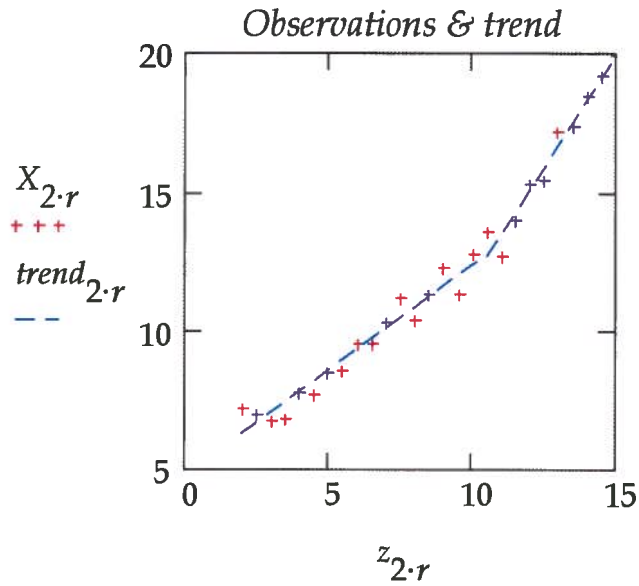 Observations & trend
20
15
10
5
X2·r
+ + +
trend2·r
— —
0 5 10 15
z2·r